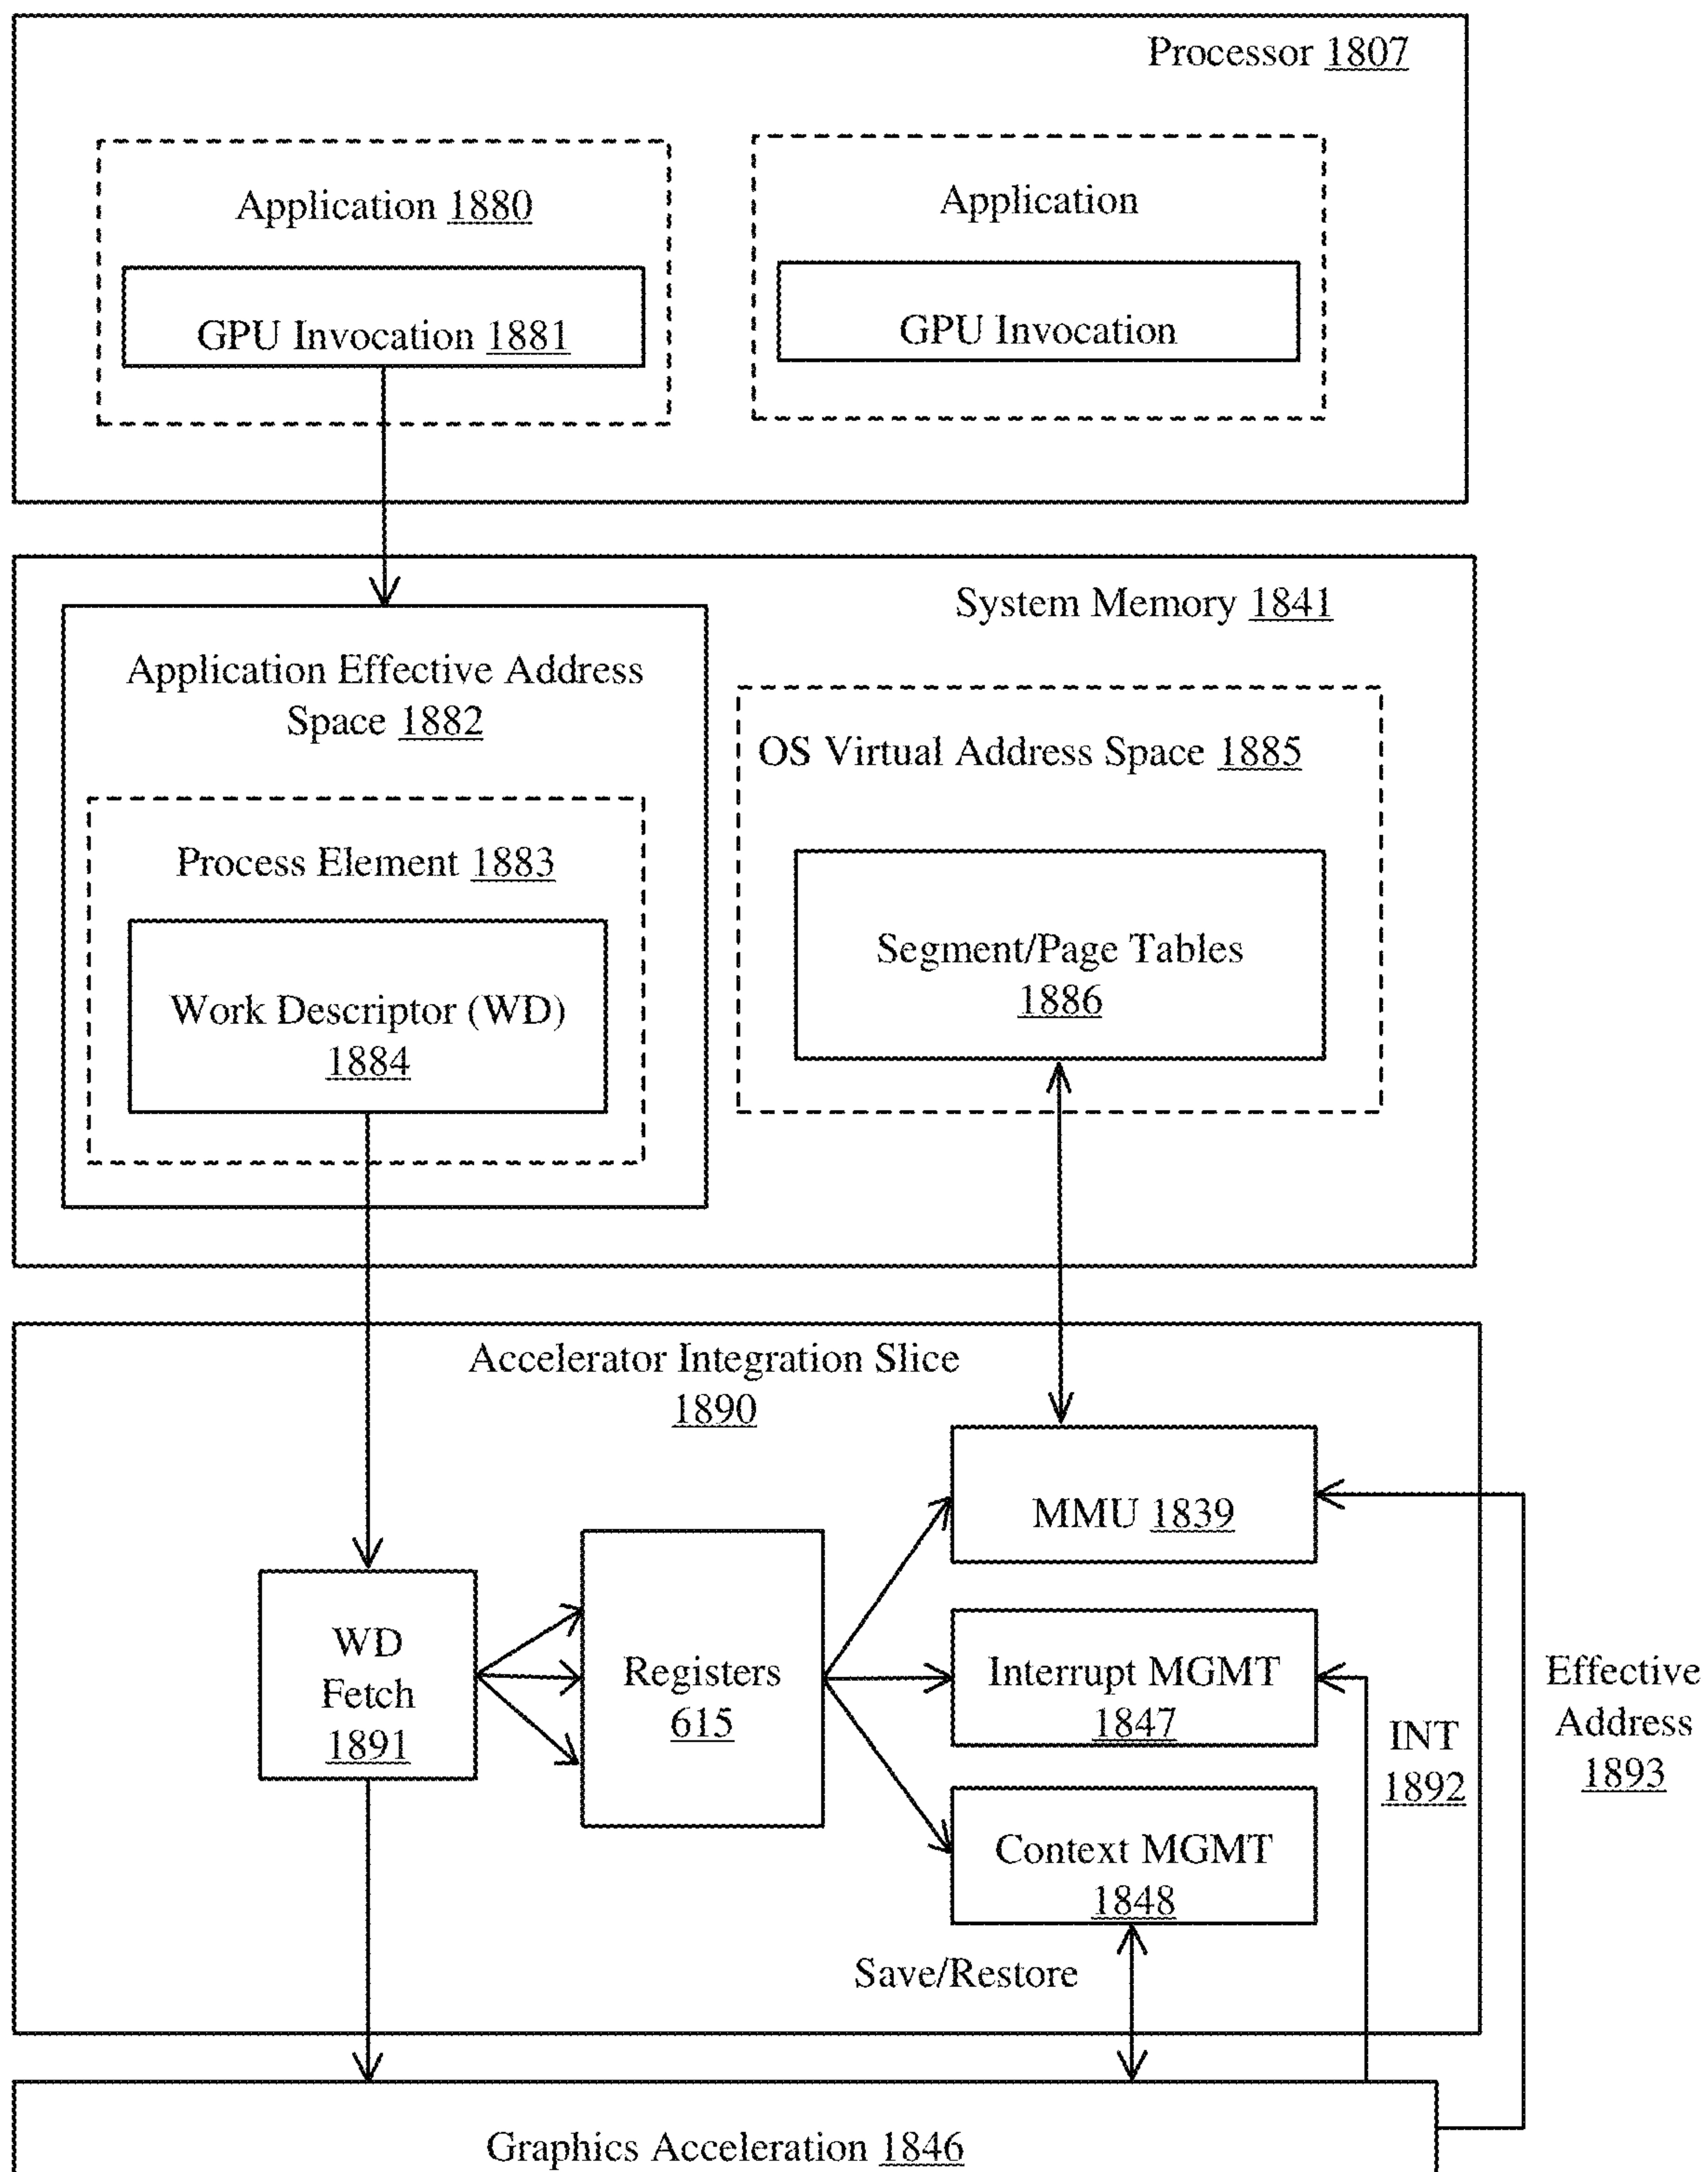 Processor 1807
Application 1880
GPU Invocation 1881
Application
GPU Invocation
System Memory 1841
Application Effective Address
Space 1882
Process Element 1883
Work Descriptor (WD)
1884
OS Virtual Address Space 1885
Segment/Page Tables
1886
Accelerator Integration Slice
1890
WD
Fetch
1891
Registers
615
MMU 1839
Interrupt MGMT
1847
Context MGMT
1848
Save/Restore
INT
1892
Effective
Address
1893
Graphics Acceleration 1846